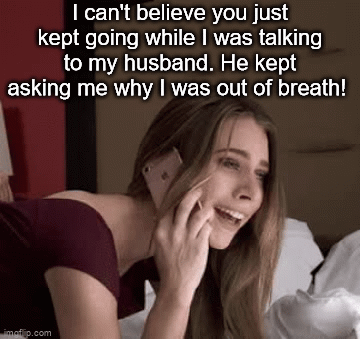 I can't believe you just
kept going while I was talking
to my husband. He kept
asking me why I was out of breath!
imgflip.com